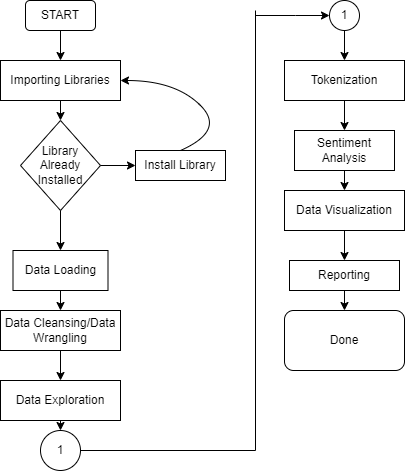 START
Importing Libraries
Library
Already
Installed
Install Library
Data Loading
Data Cleansing/Data
Wrangling
Data Exploration
1
1
Tokenization
Sentiment
Analysis
Data Visualization
Reporting
Done